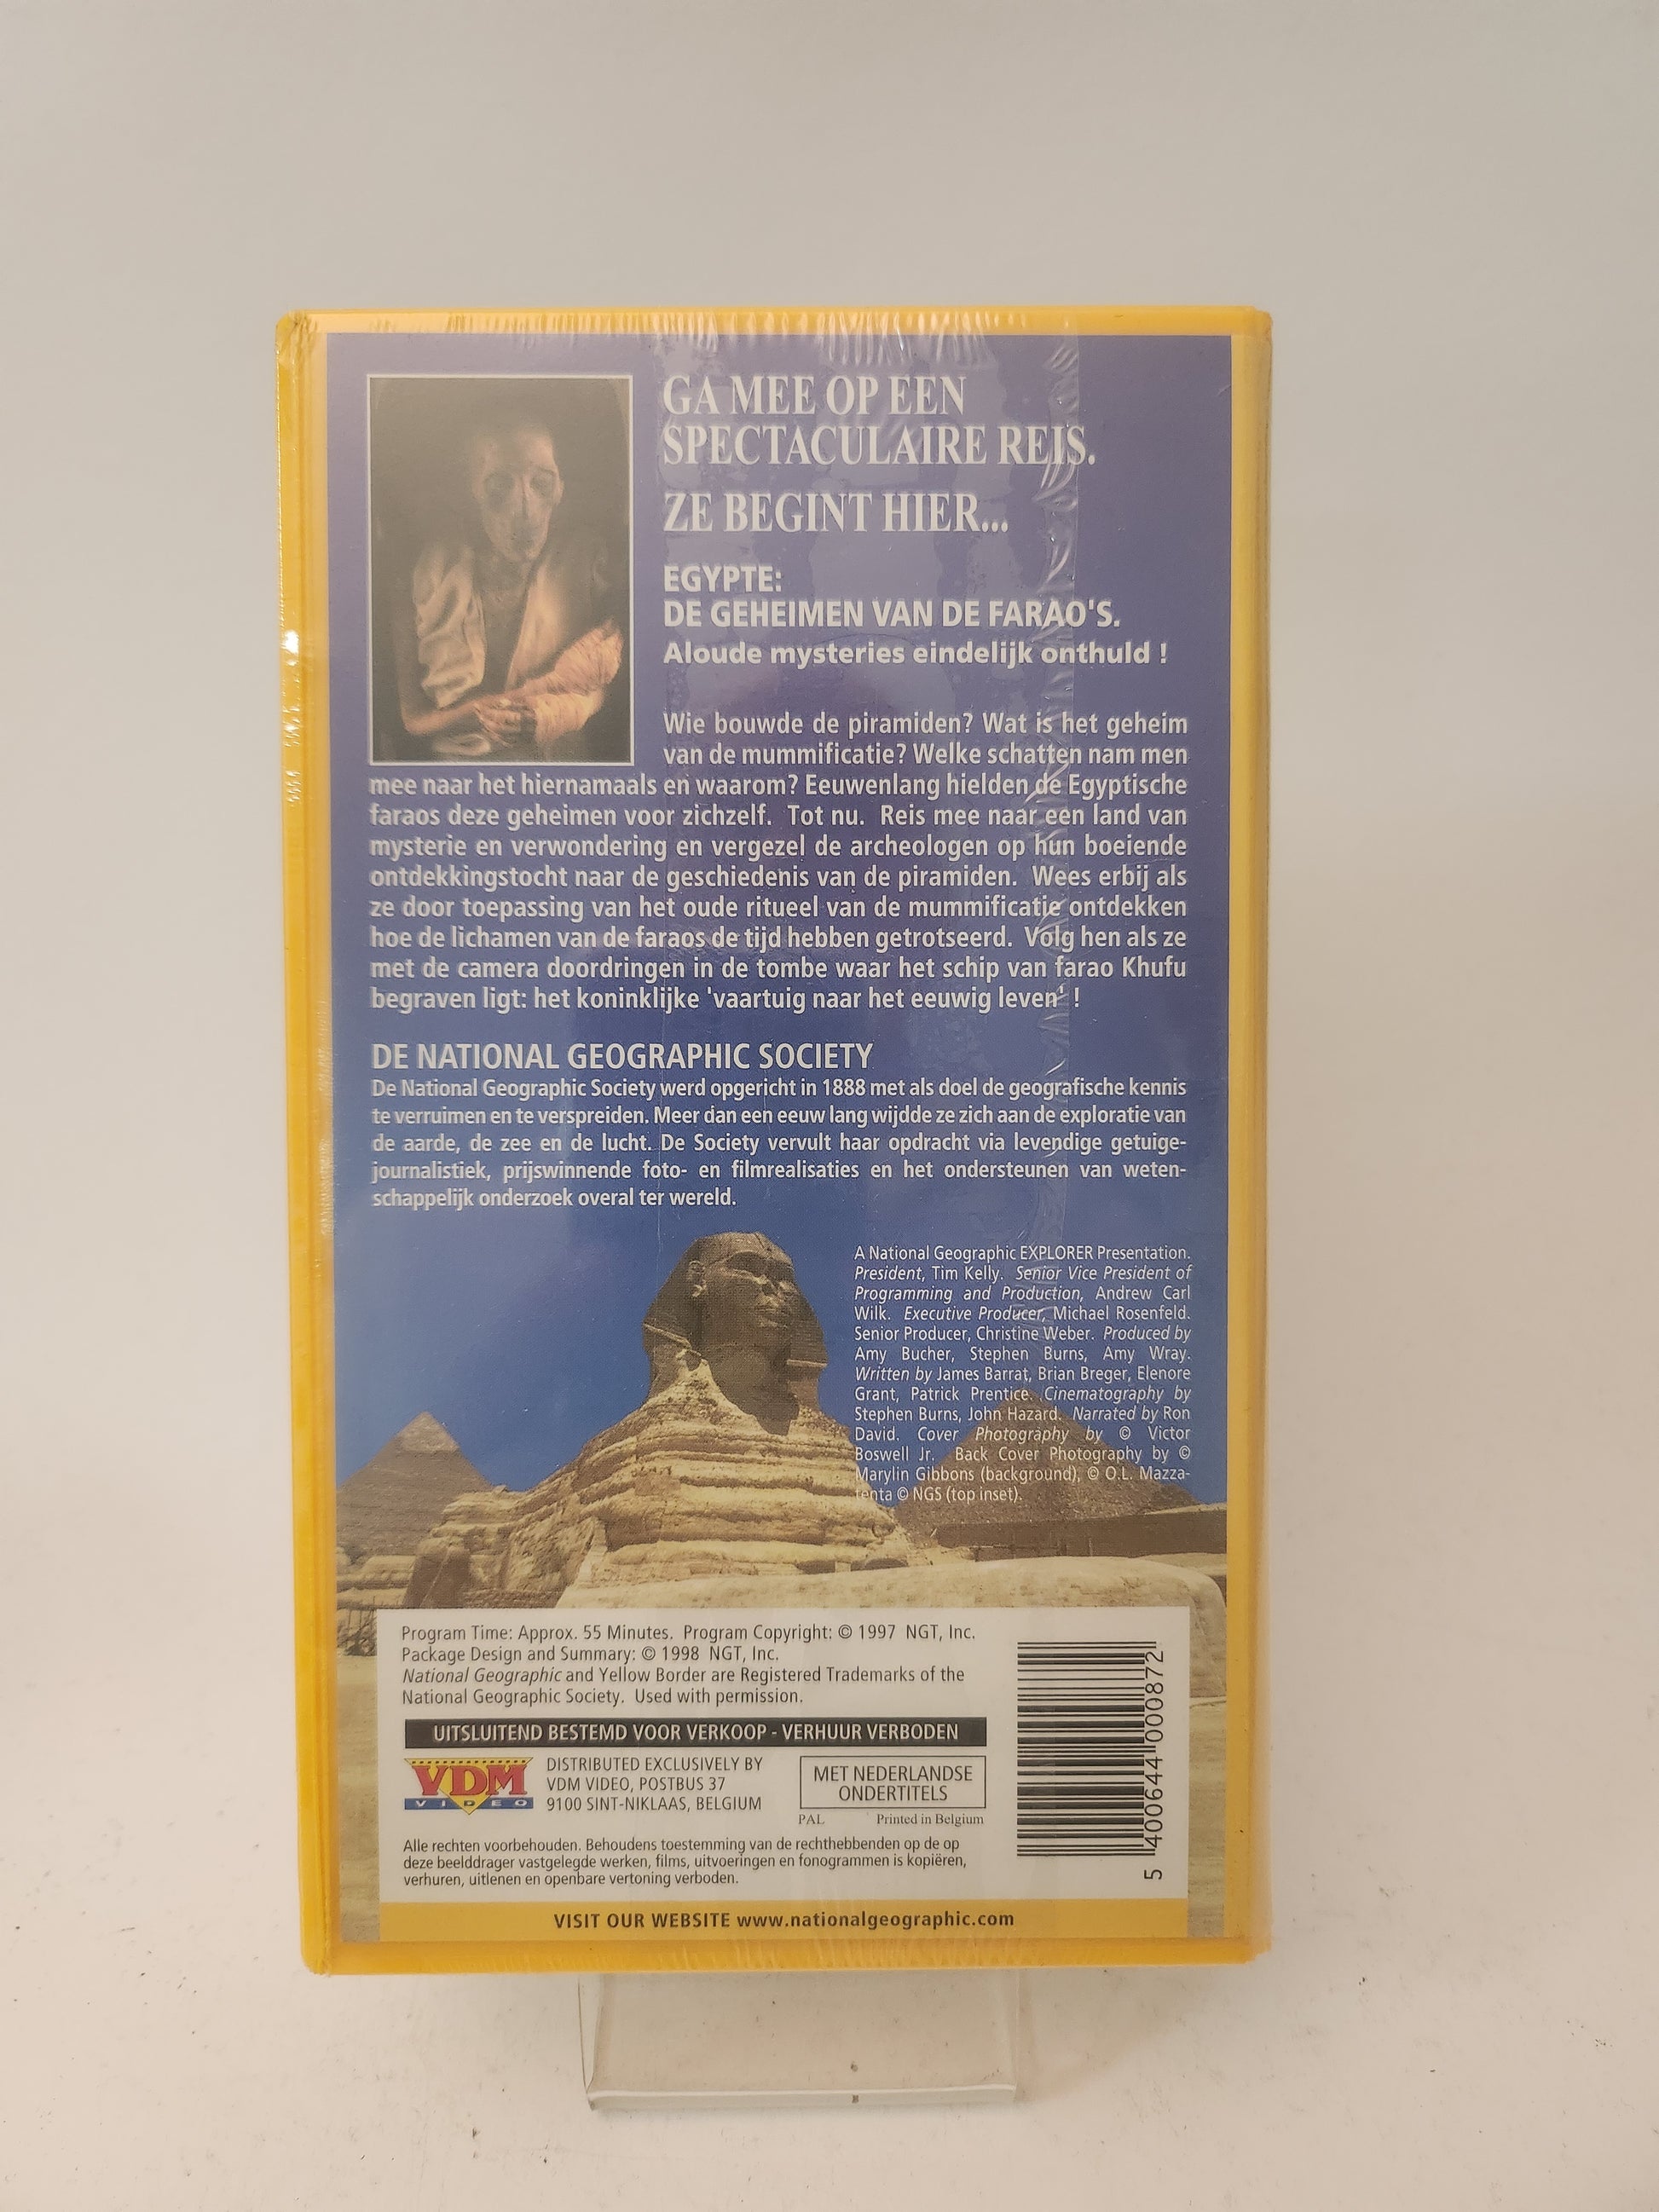 GA MEE OP EEN
SPECTACULAIRE REIS.
ZE BEGINT HIER...
EGYPTE:
DE GEHEIMEN VAN DE FARAO'S.
Aloude mysteries eindelijk onthuld !
Wie bouwde de piramiden? Wat is het geheim
van de mummificatie? Welke schatten nam men
mee naar het hiernamaals en waarom? Eeuwenlang hielden de Egyptische
faraos deze geheimen voor zichzelf. Tot nu. Reis mee naar een land van
mysterie en verwondering en vergezel de archeologen op hun boeiende
ontdekkingstocht naar de geschiedenis van de piramiden. Wees erbij als
ze door toepassing van het oude ritueel van de mummificatie ontdekken
hoe de lichamen van de faraos de tijd hebben getrotseerd. Volg hen als ze
met de camera doordringen in de tombe waar het schip van farao Khufu
begraven ligt: het koninklijke 'vaartuig naar het eeuwig leven' !
DE NATIONAL GEOGRAPHIC SOCIETY
De National Geographic Society werd opgericht in 1888 met als doel de geografische kennis
te verruimen en te verspreiden. Meer dan een eeuw lang wijdde ze zich aan de exploratie van
de aarde, de zee en de lucht. De Society vervult haar opdracht via levendige getuige-
journalistiek, prijswinnende foto- en filmrealisaties en het ondersteunen van weten-
schappelijk onderzoek overal ter wereld.
A National Geographic EXPLORER Presentation.
President, Tim Kelly. Senior Vice President of
Programming and Production, Andrew Carl
Wilk. Executive Producer, Michael Rosenfeld.
Senior Producer, Christine Weber. Produced by
Amy Bucher, Stephen Burns, Amy Wray.
Written by James Barrat, Brian Breger, Elenore
Grant, Patrick Prentice. Cinematography by
Stephen Burns, John Hazard. Narrated by Ron
David. Cover Photography by © Victor
Boswell Jr. Back Cover Photography by ©
Marylin Gibbons (background), © O.L. Mazza-
tenta © NGS (top inset).
Program Time: Approx. 55 Minutes. Program Copyright: © 1997 NGT, Inc.
Package Design and Summary: © 1998 NGT, Inc.
National Geographic and Yellow Border are Registered Trademarks of the
National Geographic Society. Used with permission.
UITSLUITEND BESTEMD VOOR VERKOOP - VERHUUR VERBODEN
VDM
VIDEO
DISTRIBUTED EXCLUSIVELY BY
VDM VIDEO, POSTBUS 37
9100 SINT-NIKLAAS, BELGIUM
MET NEDERLANDSE
ONDERTITELS
PAL Printed in Belgium
Alle rechten voorbehouden. Behoudens toestemming van de rechthebbenden op de op
deze beelddrager vastgelegde werken, films, uitvoeringen en fonogrammen is kopiëren,
verhuren, uitlenen en openbare vertoning verboden.
5 400644 000872
VISIT OUR WEBSITE www.nationalgeographic.com